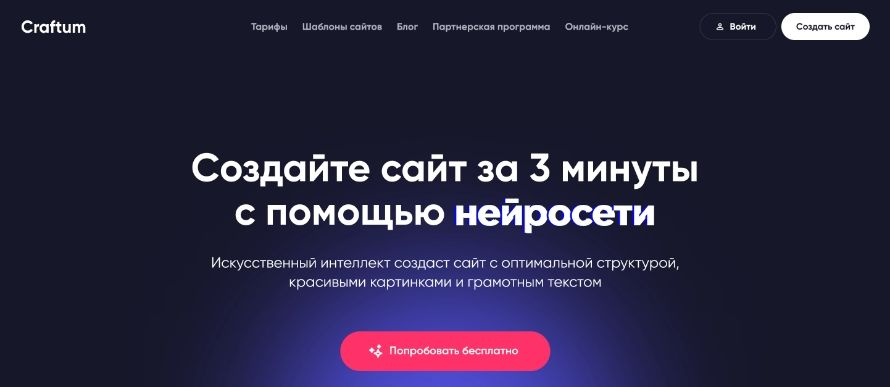 Craftum
Тарифы Шаблоны сайтов Блог Партнерская программа Онлайн-курс
Войти
Создать сайт
Создайте сайт за 3 минуты
с помощью нейросети
Искусственный интеллект создаст сайт с оптимальной структурой,
красивыми картинками и грамотным текстом
Попробовать бесплатно